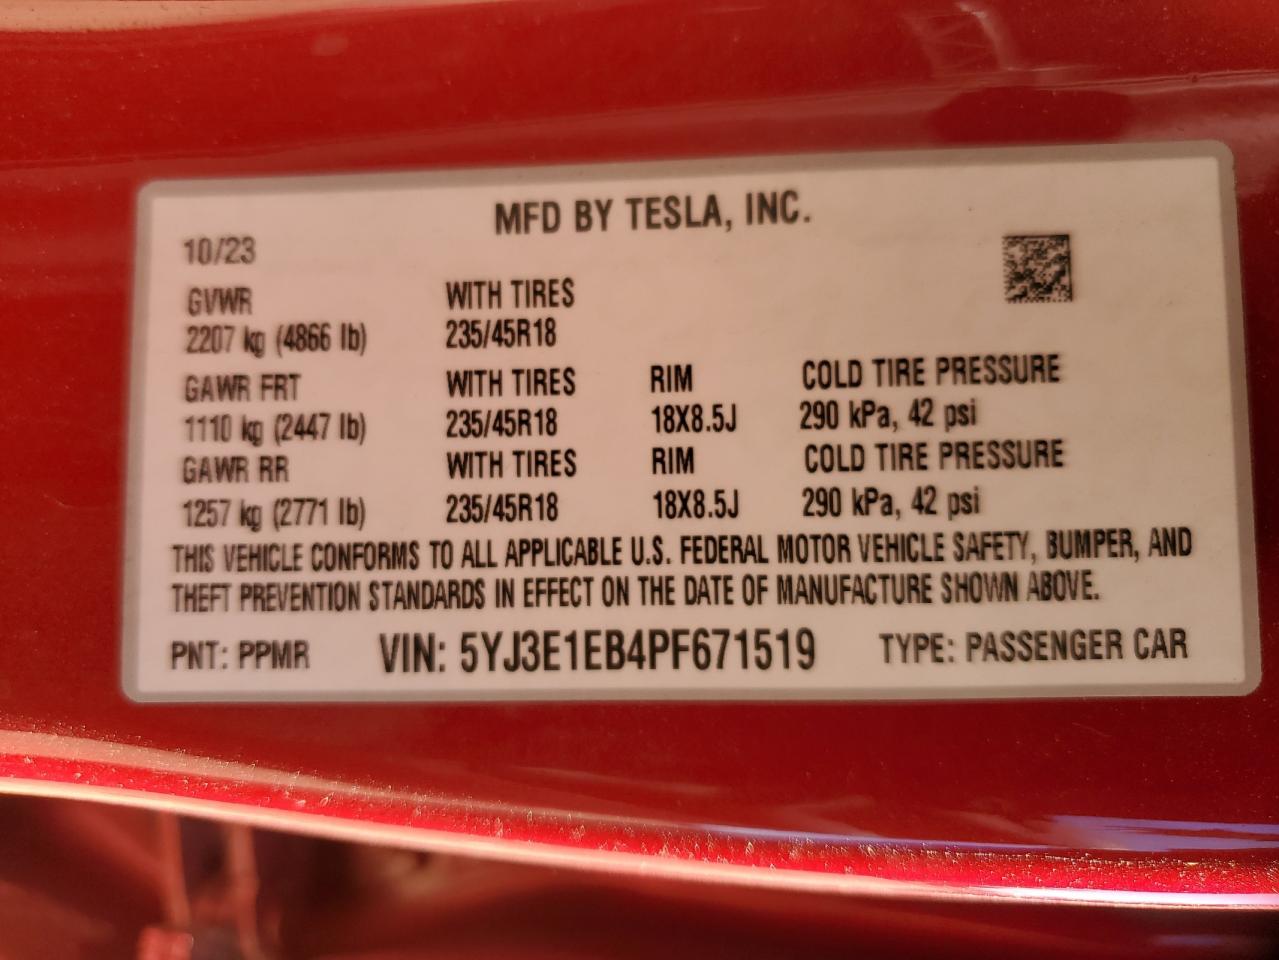 MFD BY TESLA, INC.
10/23
GVWR WITH TIRES
2207 kg (4866 lb) 235/45R18
GAWR FRT WITH TIRES RIM COLD TIRE PRESSURE
1110 kg (2447 lb) 235/45R18 18X8.5J 290 kPa, 42 psi
GAWR RR WITH TIRES RIM COLD TIRE PRESSURE
1257 kg (2771 lb) 235/45R18 18X8.5J 290 kPa, 42 psi
THIS VEHICLE CONFORMS TO ALL APPLICABLE U.S. FEDERAL MOTOR VEHICLE SAFETY, BUMPER, AND
THEFT PREVENTION STANDARDS IN EFFECT ON THE DATE OF MANUFACTURE SHOWN ABOVE.
PNT: PPMR VIN: 5YJ3E1EB4PF671519 TYPE: PASSENGER CAR